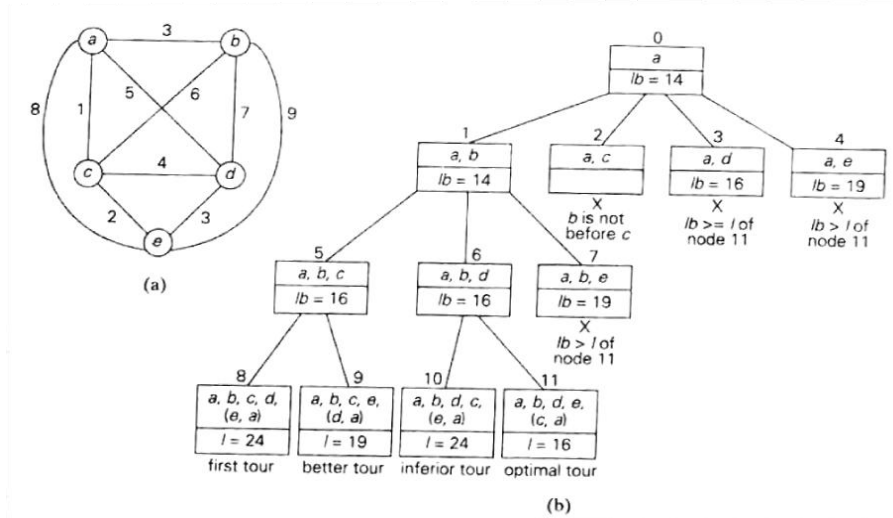 3
a
b
8
1
5
6
7
9
4
c
d
2
3
e
(a)
0
a
lb = 14
1
a, b
lb = 14
2
a, c
X
b is not
before c
3
a, d
lb = 16
X
lb >= l of
node 11
4
a, e
lb = 19
X
lb > l of
node 11
5
a, b, c
lb = 16
6
a, b, d
lb = 16
7
a, b, e
lb = 19
X
lb > l of
node 11
8
a, b, c, d,
(e, a)
l = 24
first tour
9
a, b, c, e,
(d, a)
l = 19
better tour
10
a, b, d, c,
(e, a)
l = 24
inferior tour
11
a, b, d, e,
(c, a)
l = 16
optimal tour
(b)